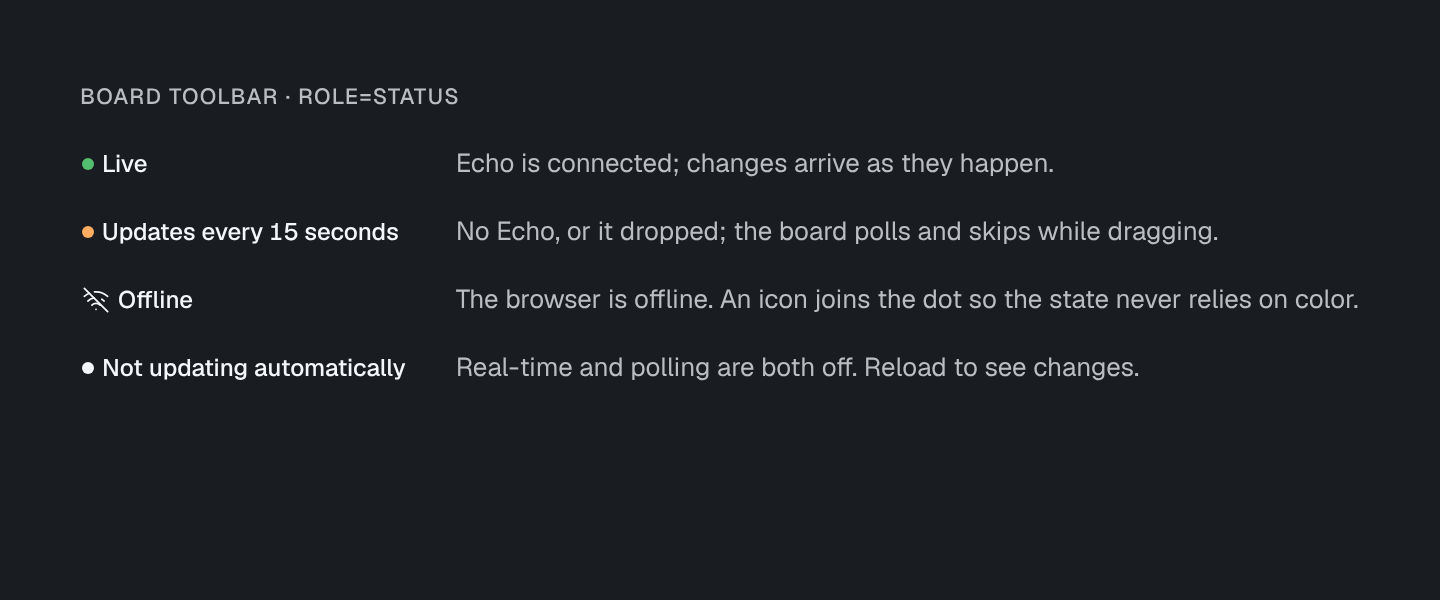 BOARD TOOLBAR · ROLE=STATUS
Live
Echo is connected; changes arrive as they happen.
Updates every 15 seconds
No Echo, or it dropped; the board polls and skips while dragging.
Offline
The browser is offline. An icon joins the dot so the state never relies on color.
Not updating automatically
Real-time and polling are both off. Reload to see changes.